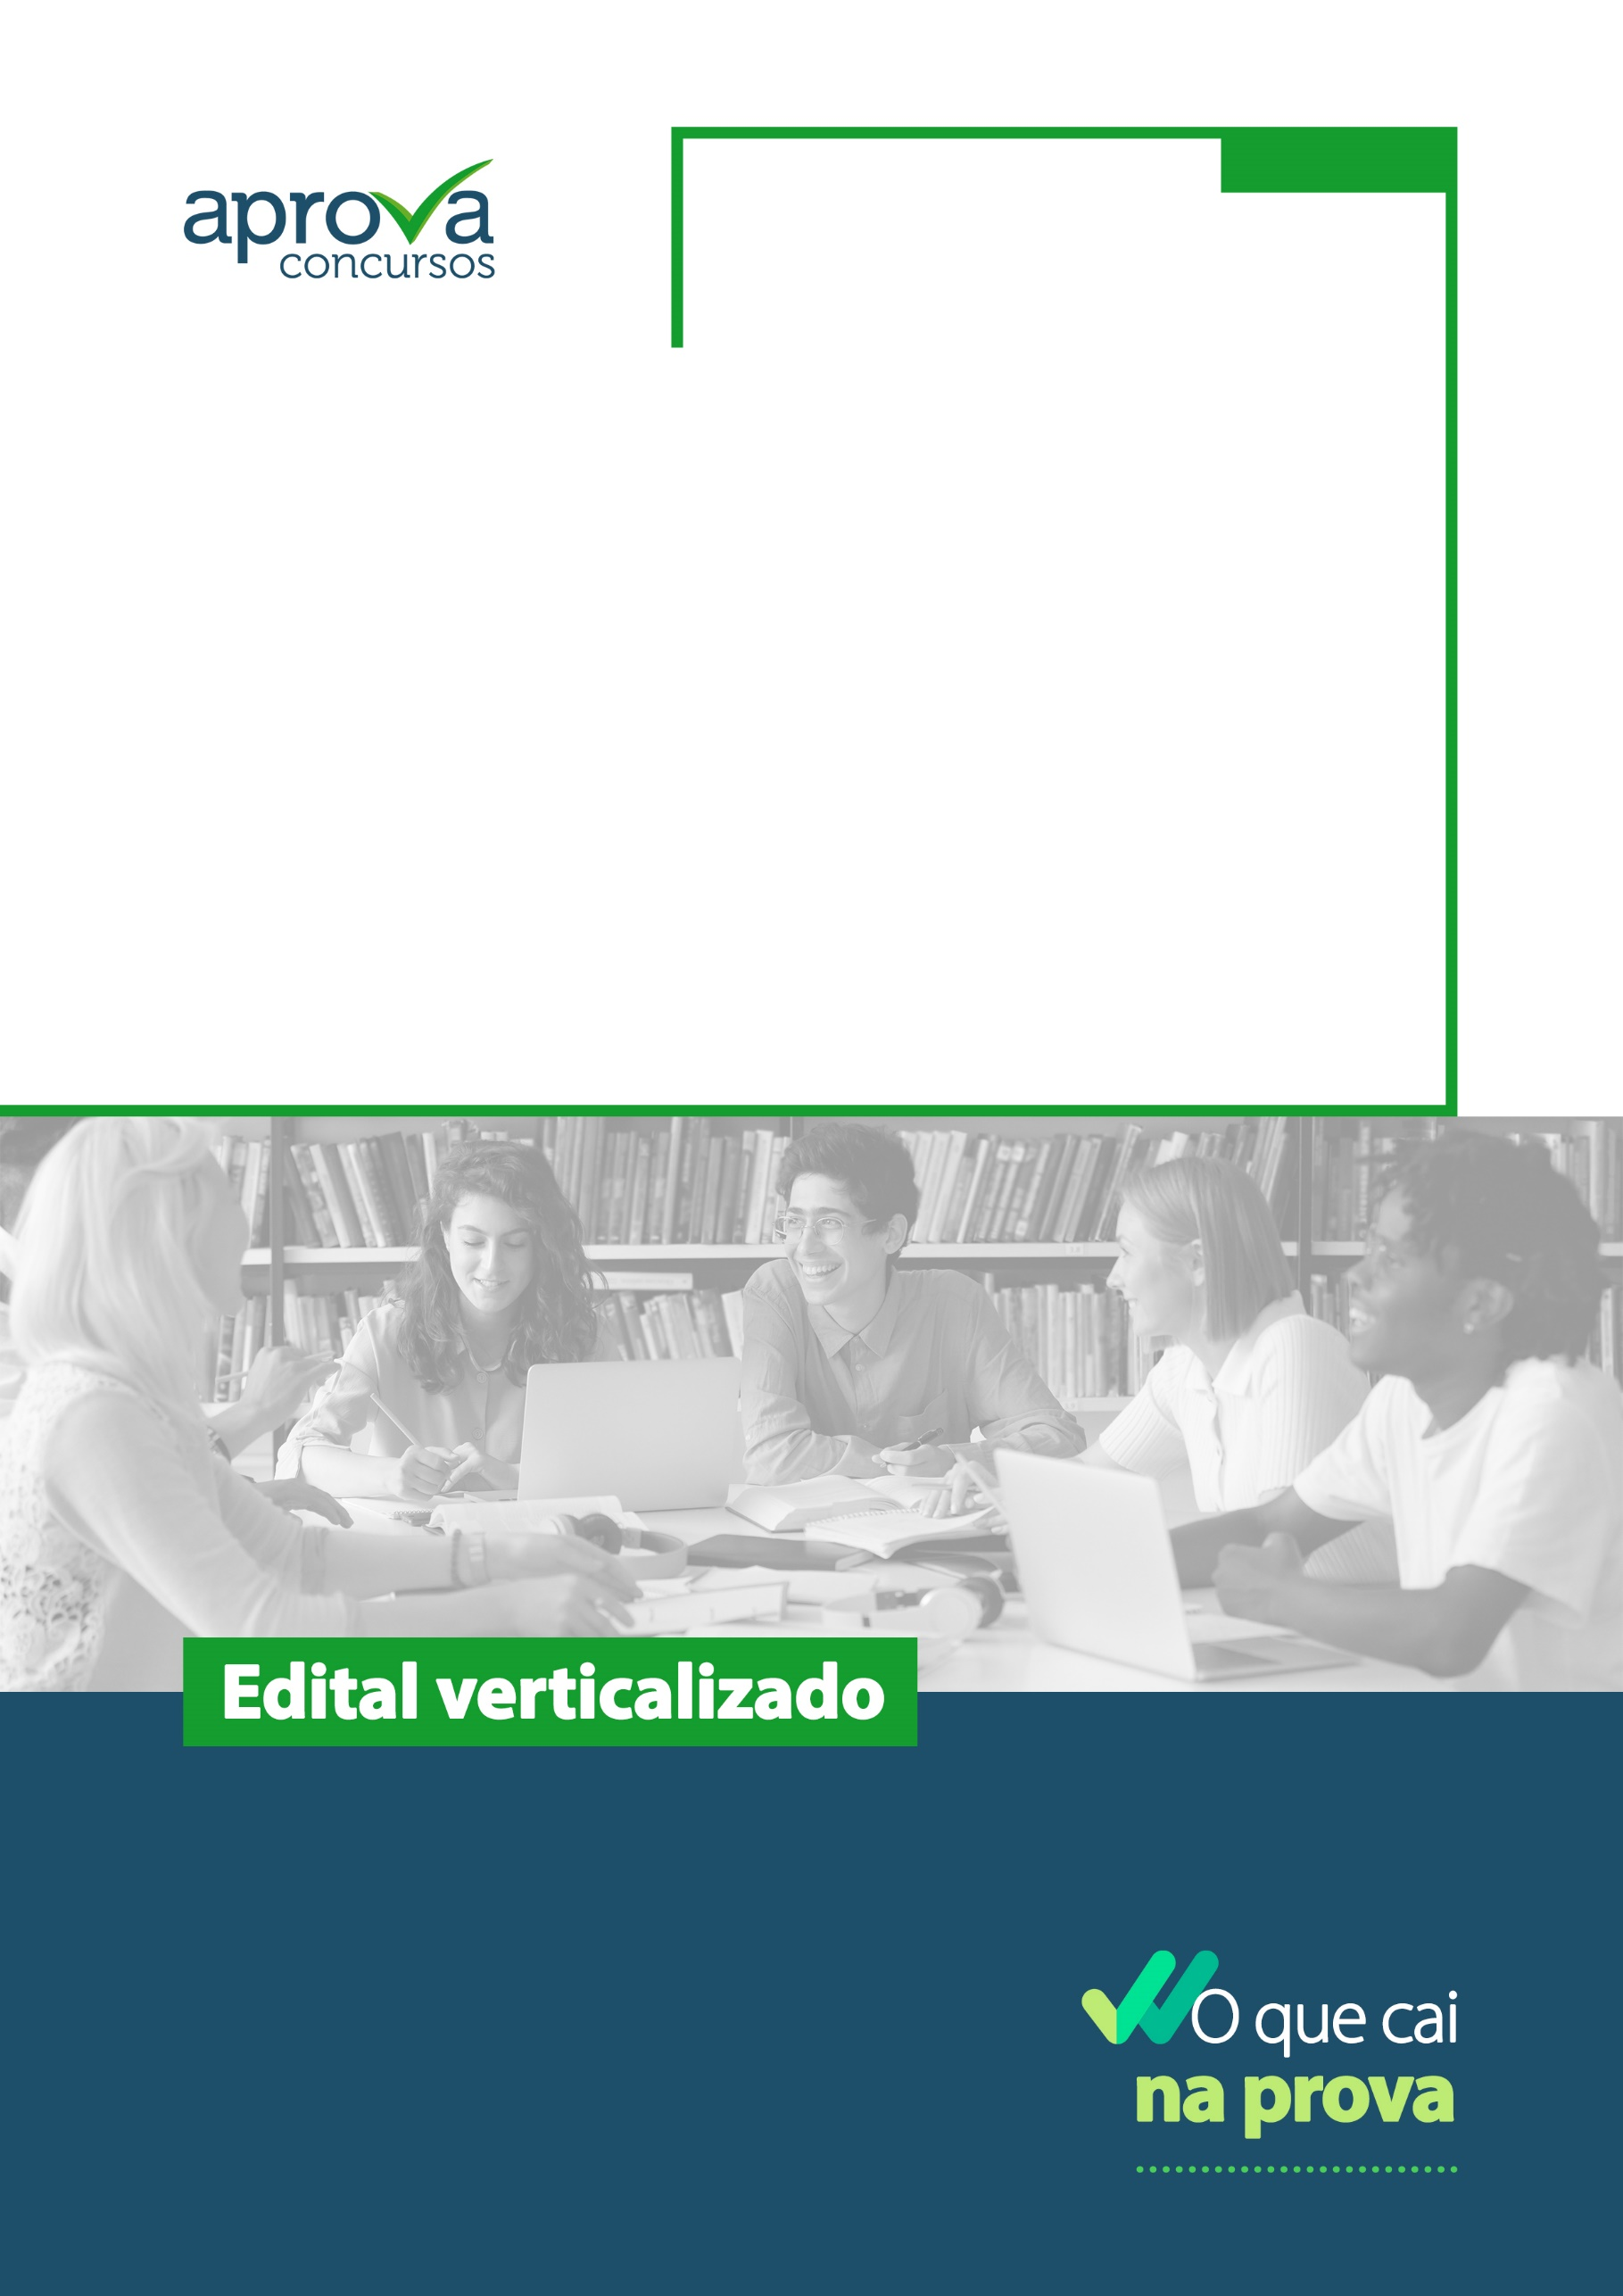 aprova
concursos
Edital verticalizado
O que cai
na prova